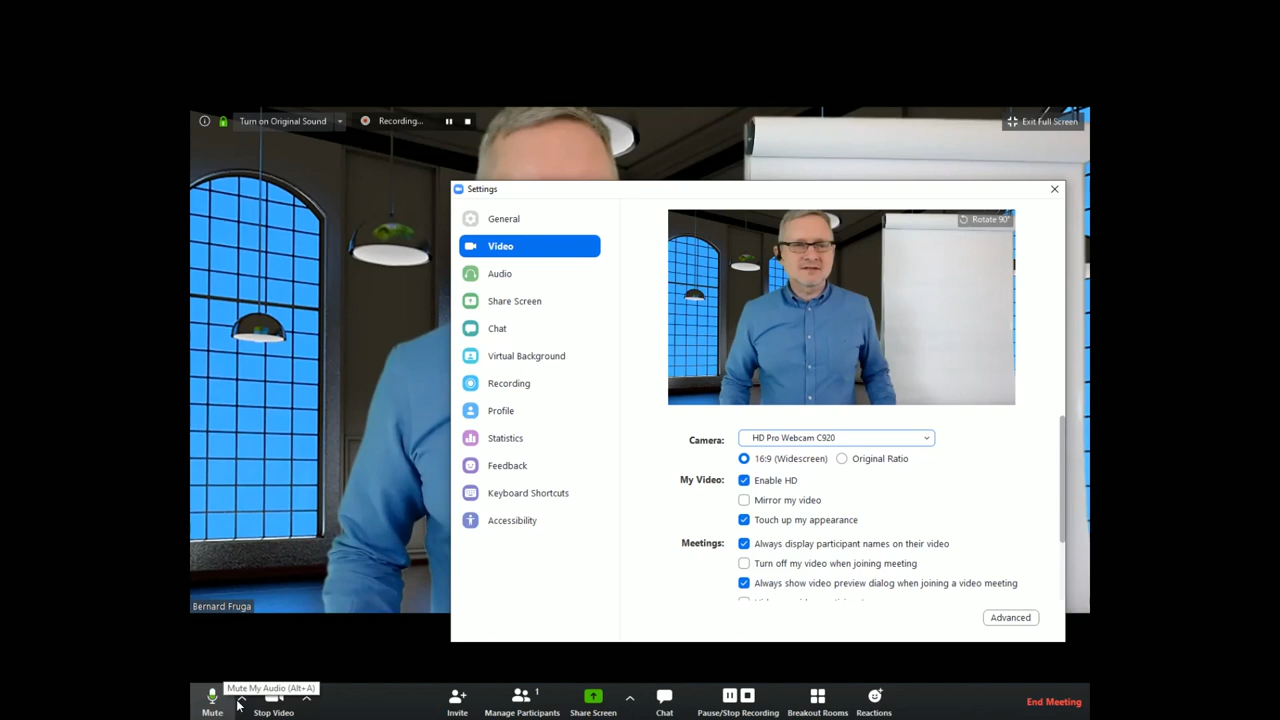 Turn on Original Sound
Recording...
Exit Full Screen
Settings
General
Video
Audio
Share Screen
Chat
Virtual Background
Recording
Profile
Statistics
Feedback
Keyboard Shortcuts
Accessibility
Rotate 90°
Camera:
HD Pro Webcam C920
16:9 (Widescreen)
Original Ratio
My Video:
Enable HD
Mirror my video
Touch up my appearance
Meetings:
Always display participant names on their video
Turn off my video when joining meeting
Always show video preview dialog when joining a video meeting
Advanced
Bernard Fruga
Mute My Audio (Alt+A)
Mute
Stop Video
Invite
1
Manage Participants
Share Screen
Chat
Pause/Stop Recording
Breakout Rooms
Reactions
End Meeting